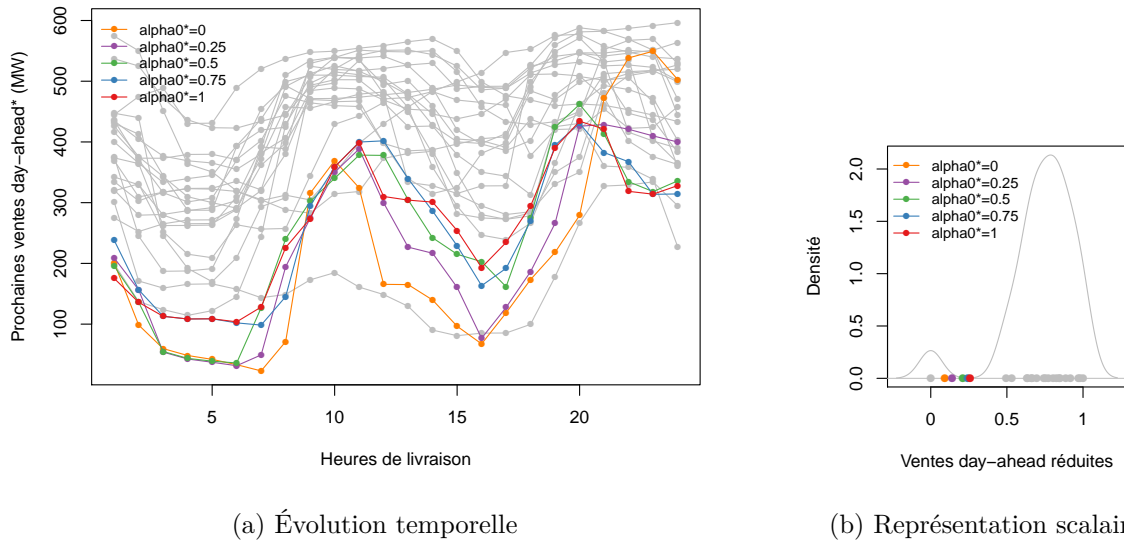 600
500
400
300
200
100
Prochaines ventes day−ahead* (MW)
alpha0*=0
alpha0*=0.25
alpha0*=0.5
alpha0*=0.75
alpha0*=1
5
10
15
20
Heures de livraison
(a) Évolution temporelle
2.0
1.5
1.0
0.5
0.0
Densité
alpha0*=0
alpha0*=0.25
alpha0*=0.5
alpha0*=0.75
alpha0*=1
0
0.5
1
Ventes day−ahead réduites
(b) Représentation scalair